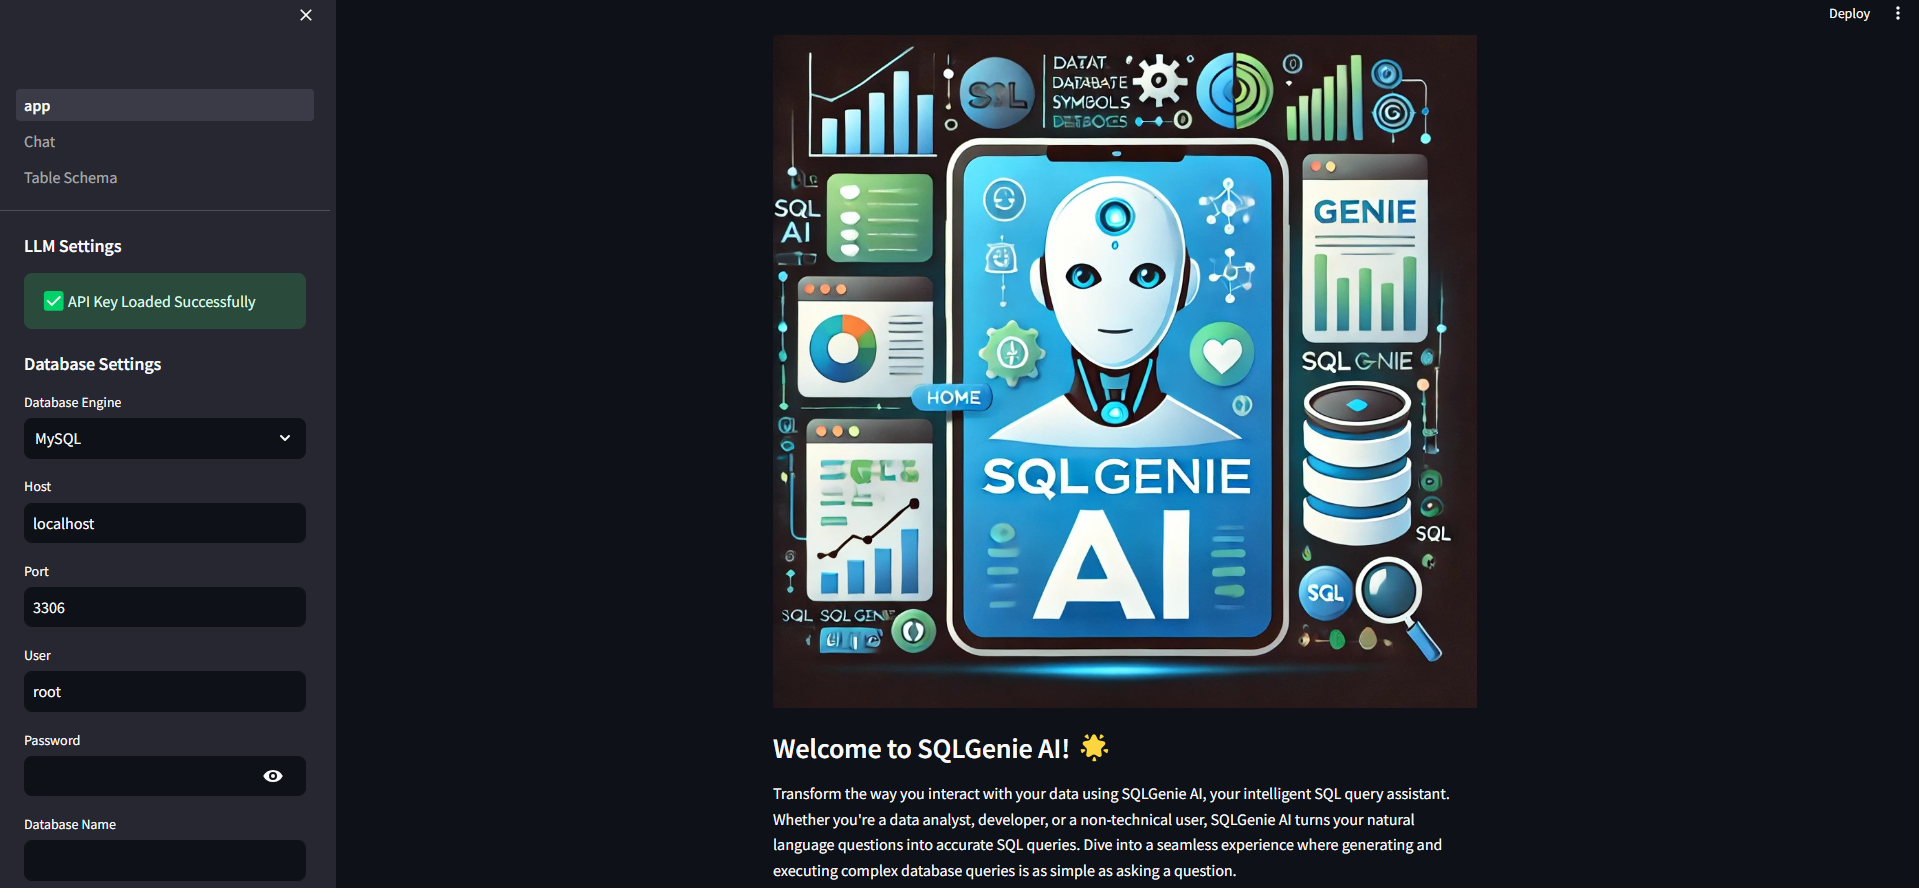 Deploy
app
Chat
Table Schema
LLM Settings
API Key Loaded Successfully
Database Settings
Database Engine
MySQL
Host
localhost
Port
3306
User
root
Password
Database Name
SQL
DATAT
DATABATE
SYMBOLS
DETBOCS
SQL
AI
GENIE
SQLG-NIE
HOME
SQLGENIE
AI
SQL
SQL
SQL SOL GEN
Welcome to SQLGenie AI!
Transform the way you interact with your data using SQLGenie AI, your intelligent SQL query assistant.
Whether you're a data analyst, developer, or a non-technical user, SQLGenie AI turns your natural
language questions into accurate SQL queries. Dive into a seamless experience where generating and
executing complex database queries is as simple as asking a question.